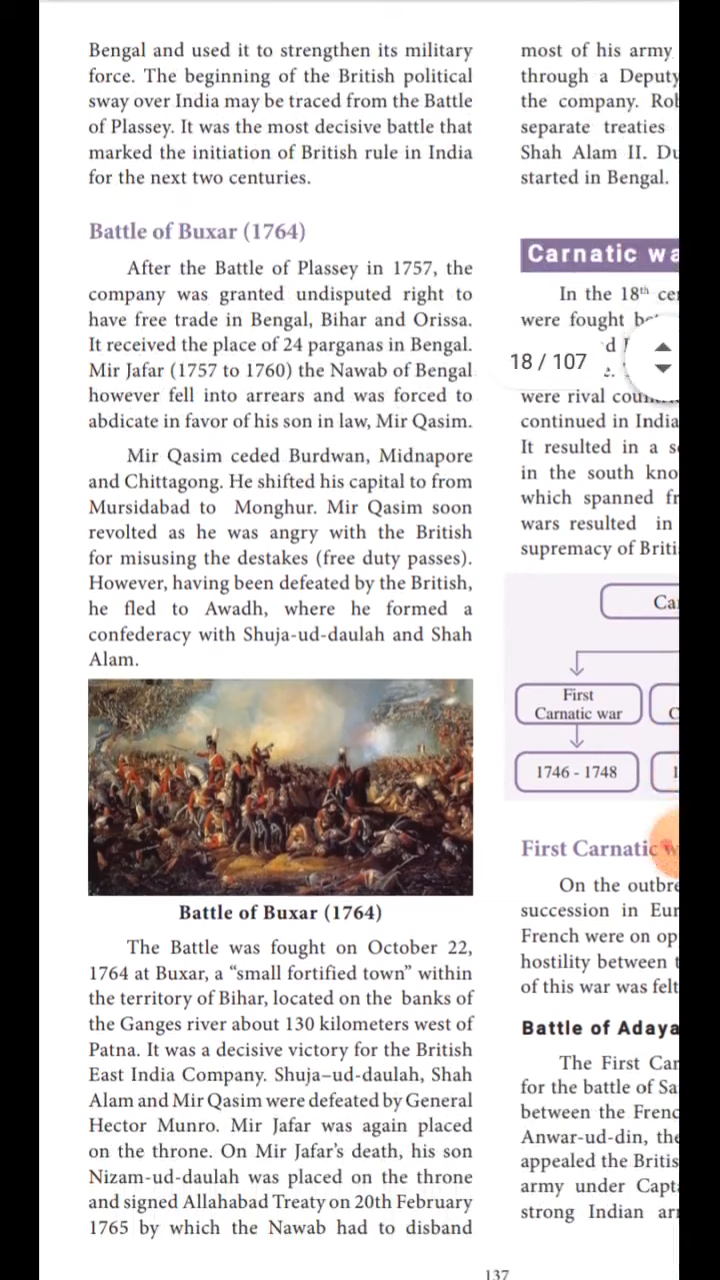 Bengal and used it to strengthen its military
force. The beginning of the British political
sway over India may be traced from the Battle
of Plassey. It was the most decisive battle that
marked the initiation of British rule in India
for the next two centuries.
Battle of Buxar (1764)
After the Battle of Plassey in 1757, the
company was granted undisputed right to
have free trade in Bengal, Bihar and Orissa.
It received the place of 24 parganas in Bengal.
Mir Jafar (1757 to 1760) the Nawab of Bengal
however fell into arrears and was forced to
abdicate in favor of his son in law, Mir Qasim.
Mir Qasim ceded Burdwan, Midnapore
and Chittagong. He shifted his capital to from
Mursidabad to Monghur. Mir Qasim soon
revolted as he was angry with the British
for misusing the destakes (free duty passes).
However, having been defeated by the British,
he fled to Awadh, where he formed a
confederacy with Shuja-ud-daulah and Shah
Alam.
Battle of Buxar (1764)
The Battle was fought on October 22,
1764 at Buxar, a “small fortified town” within
the territory of Bihar, located on the banks of
the Ganges river about 130 kilometers west of
Patna. It was a decisive victory for the British
East India Company. Shuja–ud-daulah, Shah
Alam and Mir Qasim were defeated by General
Hector Munro. Mir Jafar was again placed
on the throne. On Mir Jafar’s death, his son
Nizam-ud-daulah was placed on the throne
and signed Allahabad Treaty on 20th February
1765 by which the Nawab had to disband
most of his army
through a Deputy
the company.
separate treaties
Shah Alam II.
started in Bengal.
Carnatic
In the 18th
were fought
18 / 107
were rival
continued in India
It resulted in a
in the south
which spanned
wars resulted in
supremacy of
First
Carnatic war
1746 - 1748
First Carnatic
On the
succession in
French were on
hostility between
of this war was felt
Battle of
The First
for the battle of
between the
Anwar-ud-din, the
appealed the
army under
strong Indian
137